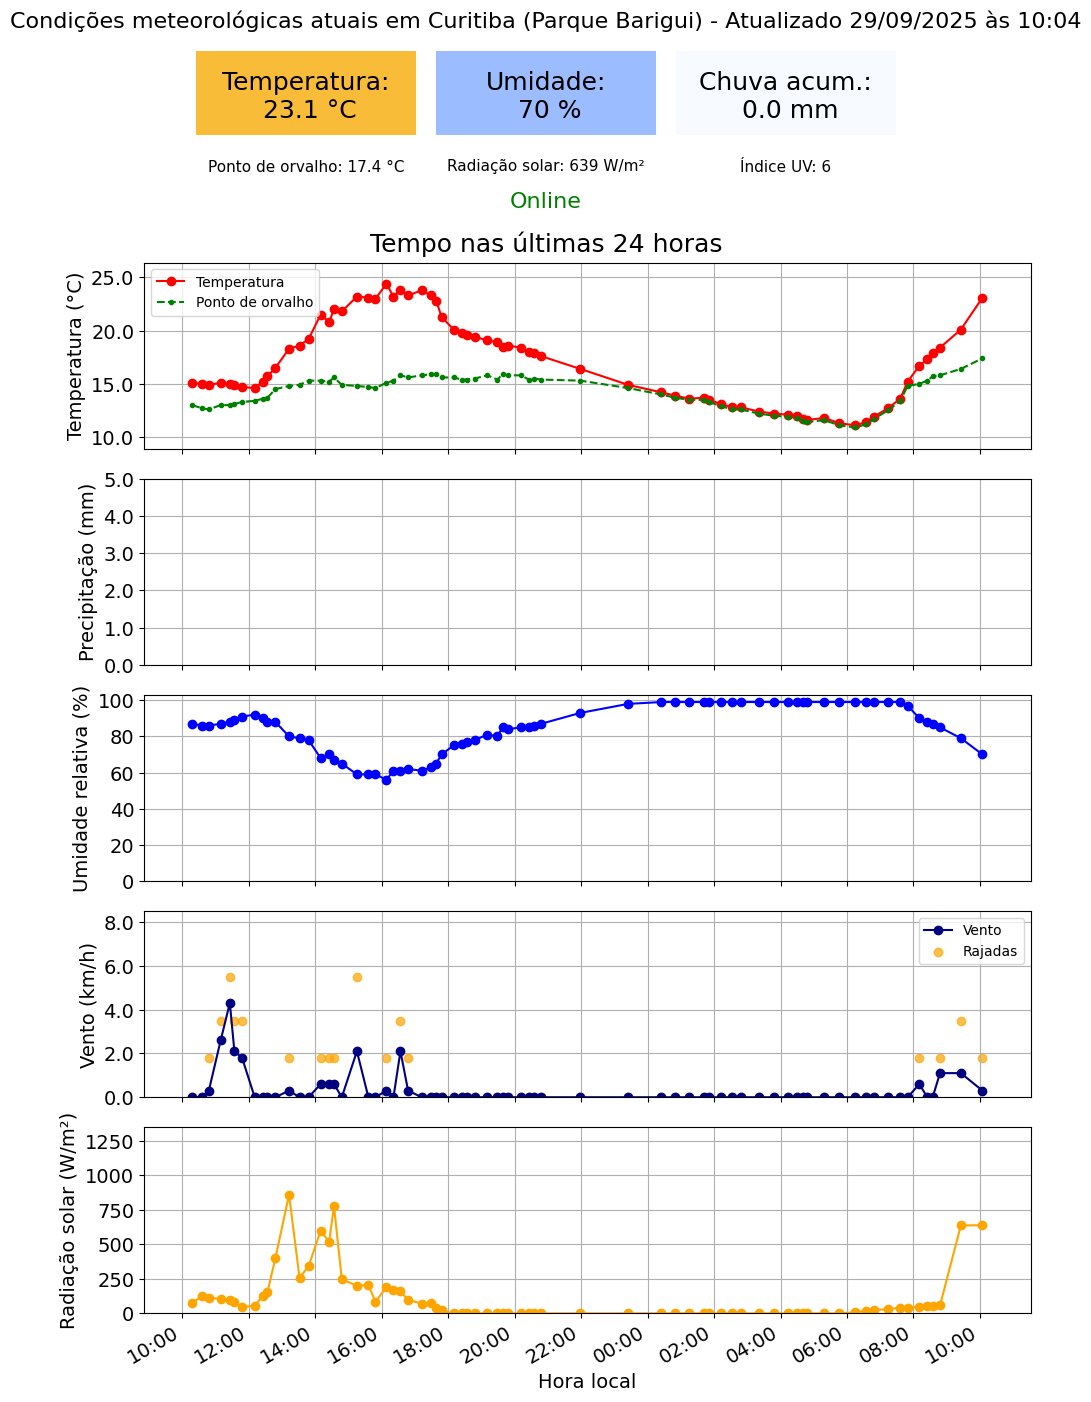 Condições meteorológicas atuais em Curitiba (Parque Barigui) - Atualizado 29/09/2025 às 10:04
Temperatura:
23.1 °C
Umidade:
70 %
Chuva acum.:
0.0 mm
Ponto de orvalho: 17.4 °C
Radiação solar: 639 W/m²
Índice UV: 6
Online
Tempo nas últimas 24 horas
Temperatura (°C)
25.0
20.0
15.0
10.0
Temperatura
Ponto de orvalho
Precipitação (mm)
5.0
4.0
3.0
2.0
1.0
0.0
Umidade relativa (%)
100
80
60
40
20
0
Vento (km/h)
8.0
6.0
4.0
2.0
0.0
Vento
Rajadas
Radiação solar (W/m²)
1250
1000
750
500
250
0
10:00
12:00
14:00
16:00
18:00
20:00
22:00
00:00
02:00
04:00
06:00
08:00
10:00
Hora local